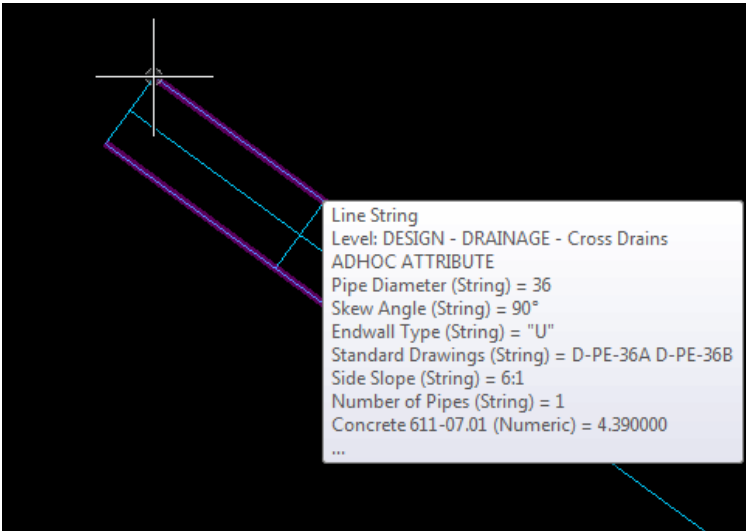 Line String
Level: DESIGN - DRAINAGE - Cross Drains
ADHOC ATTRIBUTE
Pipe Diameter (String) = 36
Skew Angle (String) = 90°
Endwall Type (String) = "U"
Standard Drawings (String) = D-PE-36A D-PE-36B
Side Slope (String) = 6:1
Number of Pipes (String) = 1
Concrete 611-07.01 (Numeric) = 4.390000
...